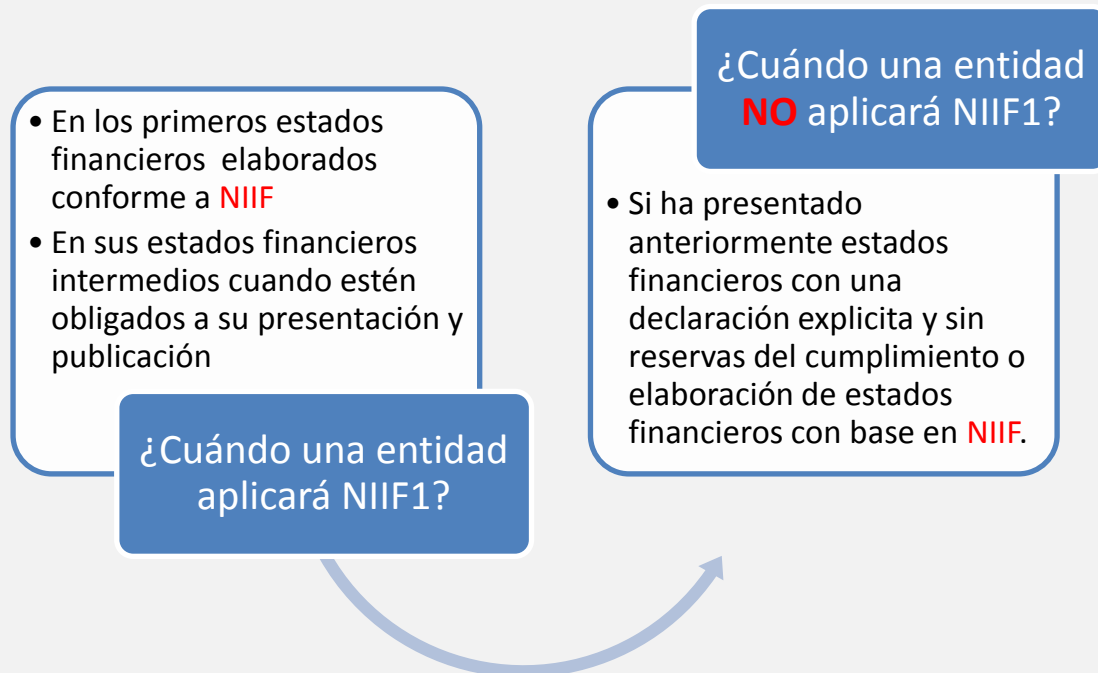 • En los primeros estados
financieros elaborados
conforme a NIIF
• En sus estados financieros
intermedios cuando estén
obligados a su presentación y
publicación
¿Cuándo una entidad
aplicará NIIF1?
¿Cuándo una entidad
NO aplicará NIIF1?
• Si ha presentado
anteriormente estados
financieros con una
declaración explicita y sin
reservas del cumplimiento o
elaboración de estados
financieros con base en NIIF.